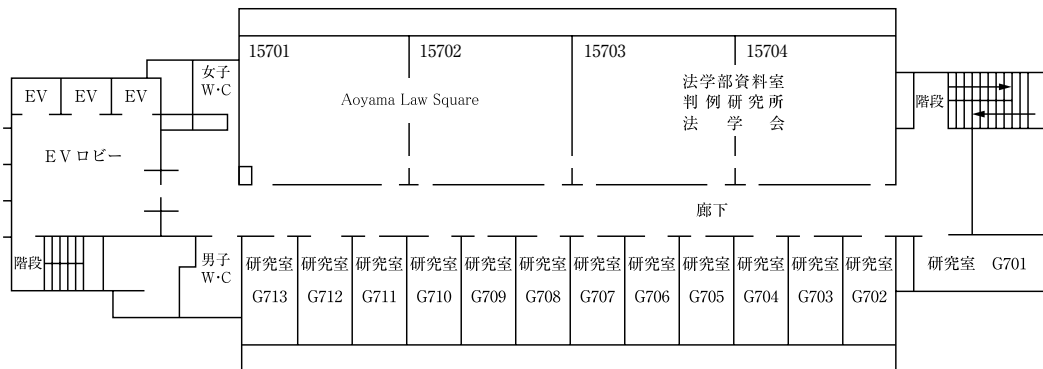 15701
15702
15703
15704
女子
W・C
EV
EV
EV
Aoyama Law Square
法学部資料室
判例研究所
法学会
階段
EVロビー
廊下
階段
男子
W・C
研究室
G713
研究室
G712
研究室
G711
研究室
G710
研究室
G709
研究室
G708
研究室
G707
研究室
G706
研究室
G705
研究室
G704
研究室
G703
研究室
G702
研究室 G701